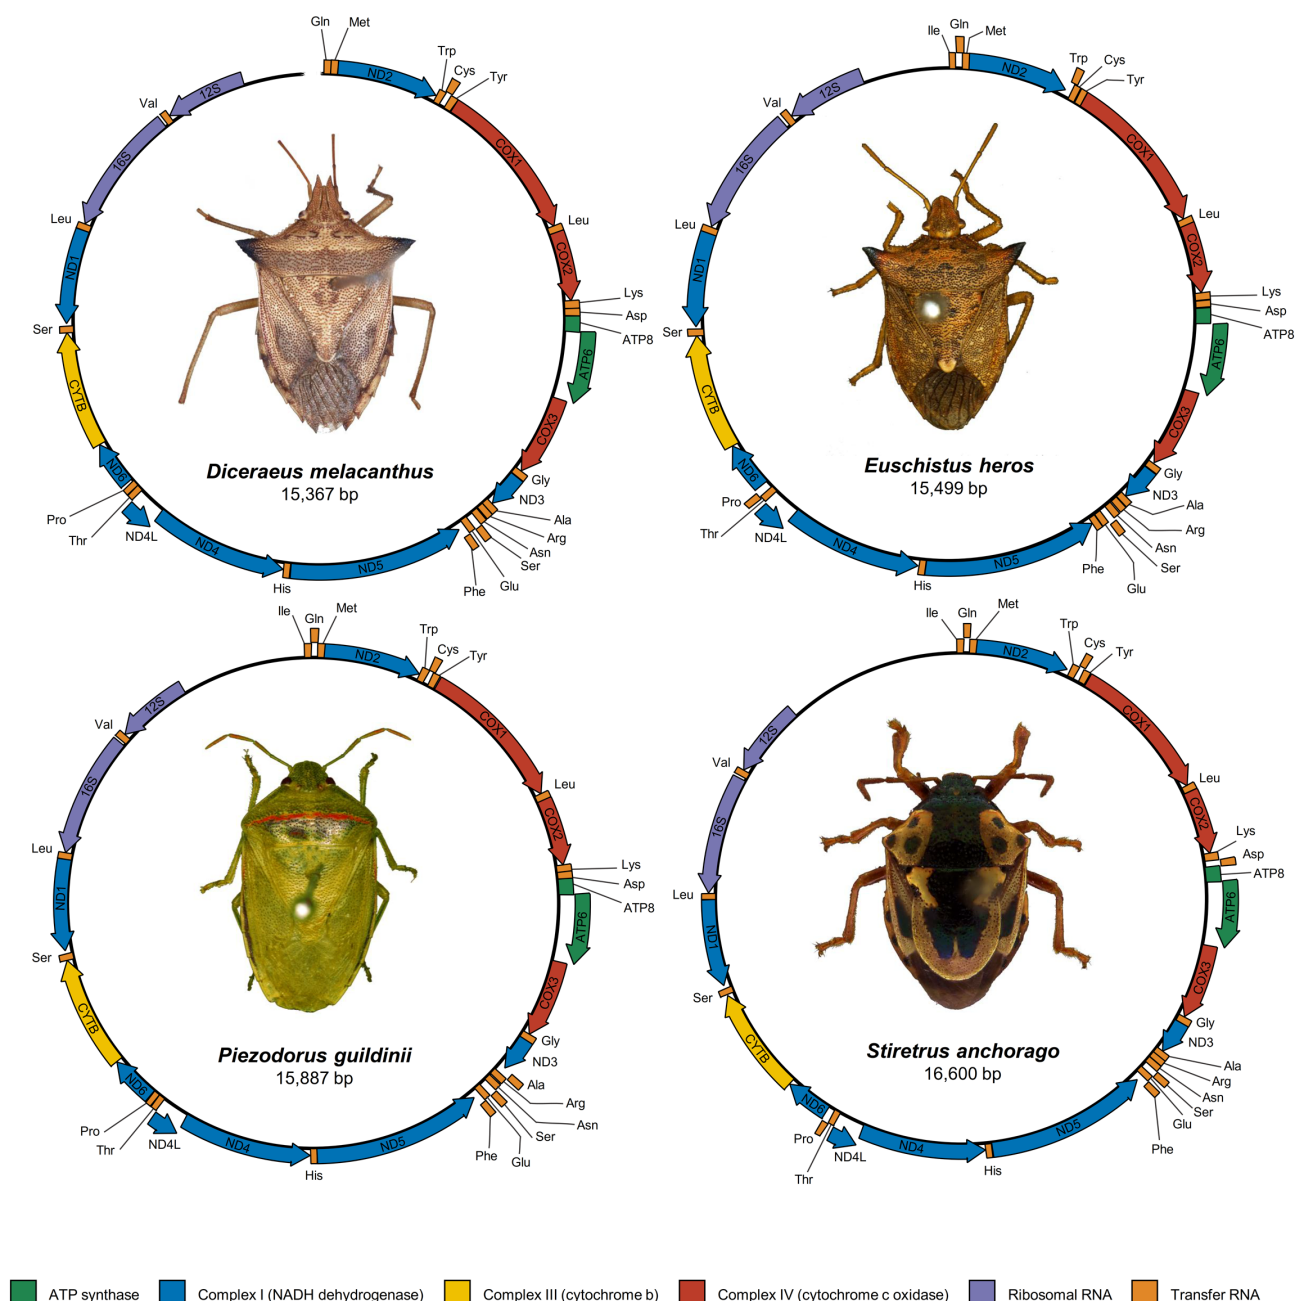 Gln
Met
ND2
Trp
Cys
Tyr
COX1
Leu
COX2
Lys
Asp
ATP8
ATP6
COX3
Gly
ND3
Ala
Arg
Asn
Ser
Glu
Phe
ND5
His
ND4
ND4L
Thr
Pro
ND6
CYTB
Ser
ND1
Leu
16S
Val
12S
Diceraeus melacanthus
15,367 bp
Ile
Gln
Met
ND2
Trp
Cys
Tyr
COX1
Leu
COX2
Lys
Asp
ATP8
ATP6
COX3
Gly
ND3
Ala
Arg
Asn
Ser
Glu
Phe
ND5
His
ND4
ND4L
Thr
Pro
ND6
CYTB
Ser
ND1
Leu
16S
Val
12S
Euschistus heros
15,499 bp
Ile
Gln
Met
ND2
Trp
Cys
Tyr
COX1
Leu
COX2
Lys
Asp
ATP8
ATP6
COX3
Gly
ND3
Ala
Arg
Asn
Ser
Glu
Phe
ND5
His
ND4
ND4L
Thr
Pro
ND6
CYTB
Ser
ND1
Leu
16S
Val
12S
Piezodorus guildinii
15,887 bp
Ile
Gln
Met
ND2
Trp
Cys
Tyr
COX1
Leu
COX2
Lys
Asp
ATP8
ATP6
COX3
Gly
ND3
Ala
Arg
Asn
Ser
Glu
Phe
ND5
His
ND4
ND4L
Thr
Pro
ND6
CYTB
Ser
ND1
Leu
16S
Val
12S
Stiretrus anchorago
16,600 bp
ATP synthase
Complex I (NADH dehydrogenase)
Complex III (cytochrome b)
Complex IV (cytochrome c oxidase)
Ribosomal RNA
Transfer RNA